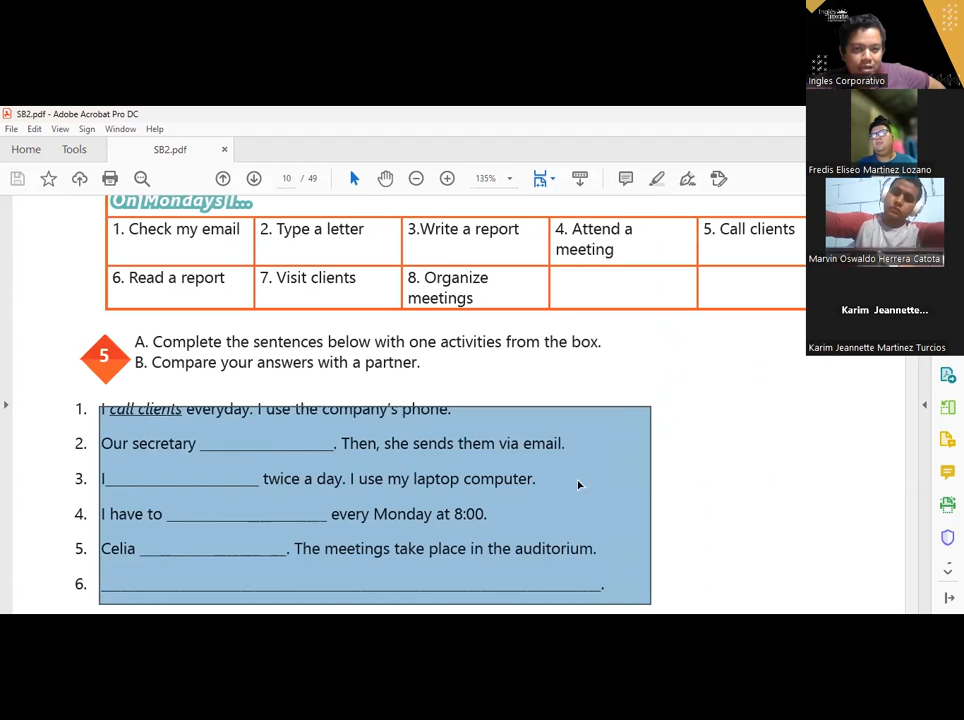 SB2.pdf - Adobe Acrobat Pro DC
File Edit View Sign Window Help
Home Tools SB2.pdf ×
10 / 49 135%
On Mondays I...
1. Check my email 2. Type a letter 3.Write a report 4. Attend a meeting 5. Call clients
6. Read a report 7. Visit clients 8. Organize meetings
5
A. Complete the sentences below with one activities from the box.
B. Compare your answers with a partner.
1. I call clients everyday. I use the company's phone.
2. Our secretary ______________. Then, she sends them via email.
3. I________________ twice a day. I use my laptop computer.
4. I have to _________________ every Monday at 8:00.
5. Celia _______________. The meetings take place in the auditorium.
6. ____________________________________________________.
Inglés
Ingles Corporativo
Fredis Eliseo Martinez Lozano
Marvin Oswaldo Herrera Catota
Karim Jeannette...
Karim Jeannette Martinez Turcios